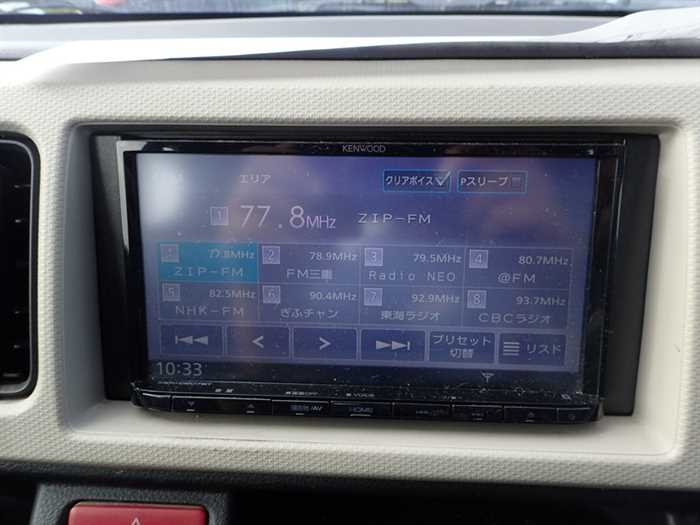 KENWOOD
エリア クリアボイス Pスリープ
1 77.8MHz ZIP-FM
1 77.8MHz 2 78.9MHz 3 79.5MHz 4 80.7MHz
ZIP-FM FM三重 Radio NEO @FM
5 82.5MHz 6 90.4MHz 7 92.9MHz 8 93.7MHz
NHK-FM ぎふチャン 東海ラジオ CBCラジオ
プリセット
切替 リスト
10:33
HOME